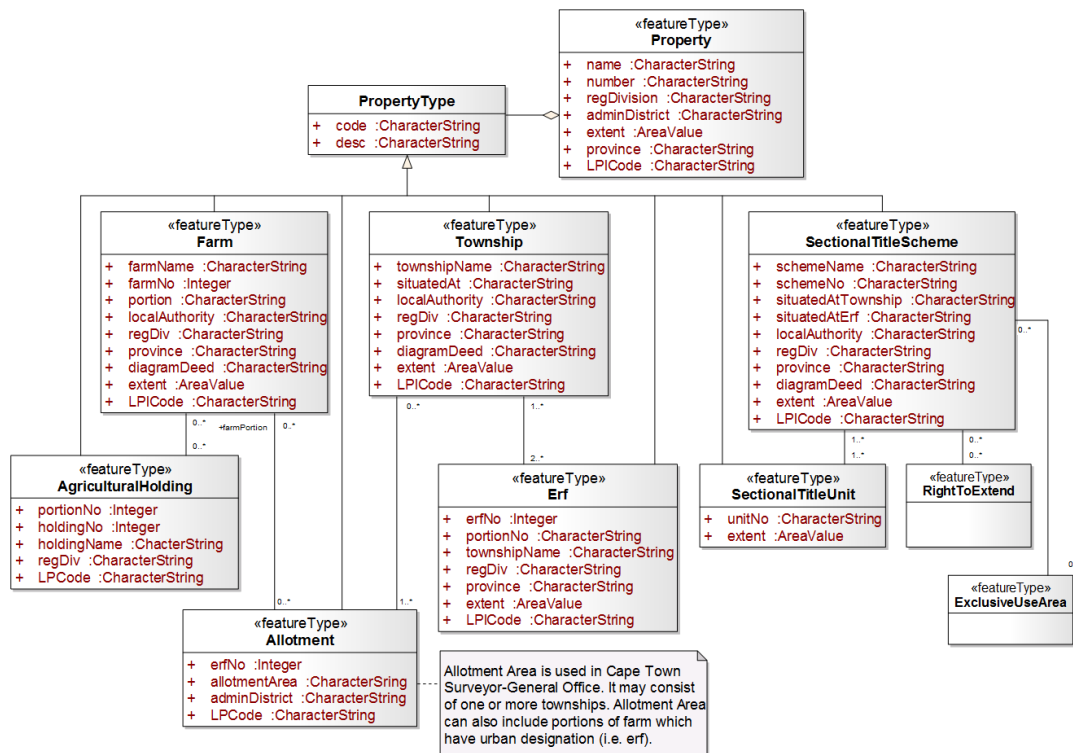 «featureType»
Property
+ name :CharacterString
+ number :CharacterString
+ regDivision :CharacterString
+ adminDistrict :CharacterString
+ extent :AreaValue
+ province :CharacterString
+ LPICode :CharacterString
PropertyType
+ code :CharacterString
+ desc :CharacterString
«featureType»
Farm
+ farmName :CharacterString
+ farmNo :Integer
+ portion :CharacterString
+ localAuthority :CharacterString
+ regDiv :CharacterString
+ province :CharacterString
+ diagramDeed :CharacterString
+ extent :AreaValue
+ LPICode :CharacterString
«featureType»
Township
+ townshipName :CharacterString
+ situatedAt :CharacterString
+ localAuthority :CharacterString
+ regDiv :CharacterString
+ province :CharacterString
+ diagramDeed :CharacterString
+ extent :AreaValue
+ LPICode :CharacterString
«featureType»
SectionalTitleScheme
+ schemeName :CharacterString
+ schemeNo :CharacterString
+ situatedAtTownship :CharacterString
+ situatedAtErf :CharacterString
+ localAuthority :CharacterString
+ regDiv :CharacterString
+ province :CharacterString
+ diagramDeed :CharacterString
+ extent :AreaValue
+ LPICode :CharacterString
0..*
0..*
+farmPortion
0..*
0..*
0..*
1..*
1..*
0..*
0..*
1..*
2..*
0..*
«featureType»
AgriculturalHolding
+ portionNo :Integer
+ holdingNo :Integer
+ holdingName :ChacterString
+ regDiv :CharacterString
+ LPCode :CharacterString
«featureType»
Erf
+ erfNo :Integer
+ portionNo :CharacterString
+ townshipName :CharacterString
+ regDiv :CharacterString
+ province :CharacterString
+ extent :AreaValue
+ LPICode :CharacterString
«featureType»
SectionalTitleUnit
+ unitNo :CharacterString
+ extent :AreaValue
«featureType»
RightToExtend
0
«featureType»
ExclusiveUseArea
0..*
1..*
«featureType»
Allotment
+ erfNo :Integer
+ allotmentArea :CharacterSring
+ adminDistrict :CharacterString
+ LPCode :CharacterString
Allotment Area is used in Cape Town
Surveyor-General Office. It may consist
of one or more townships. Allotment Area
can also include portions of farm which
have urban designation (i.e. erf).